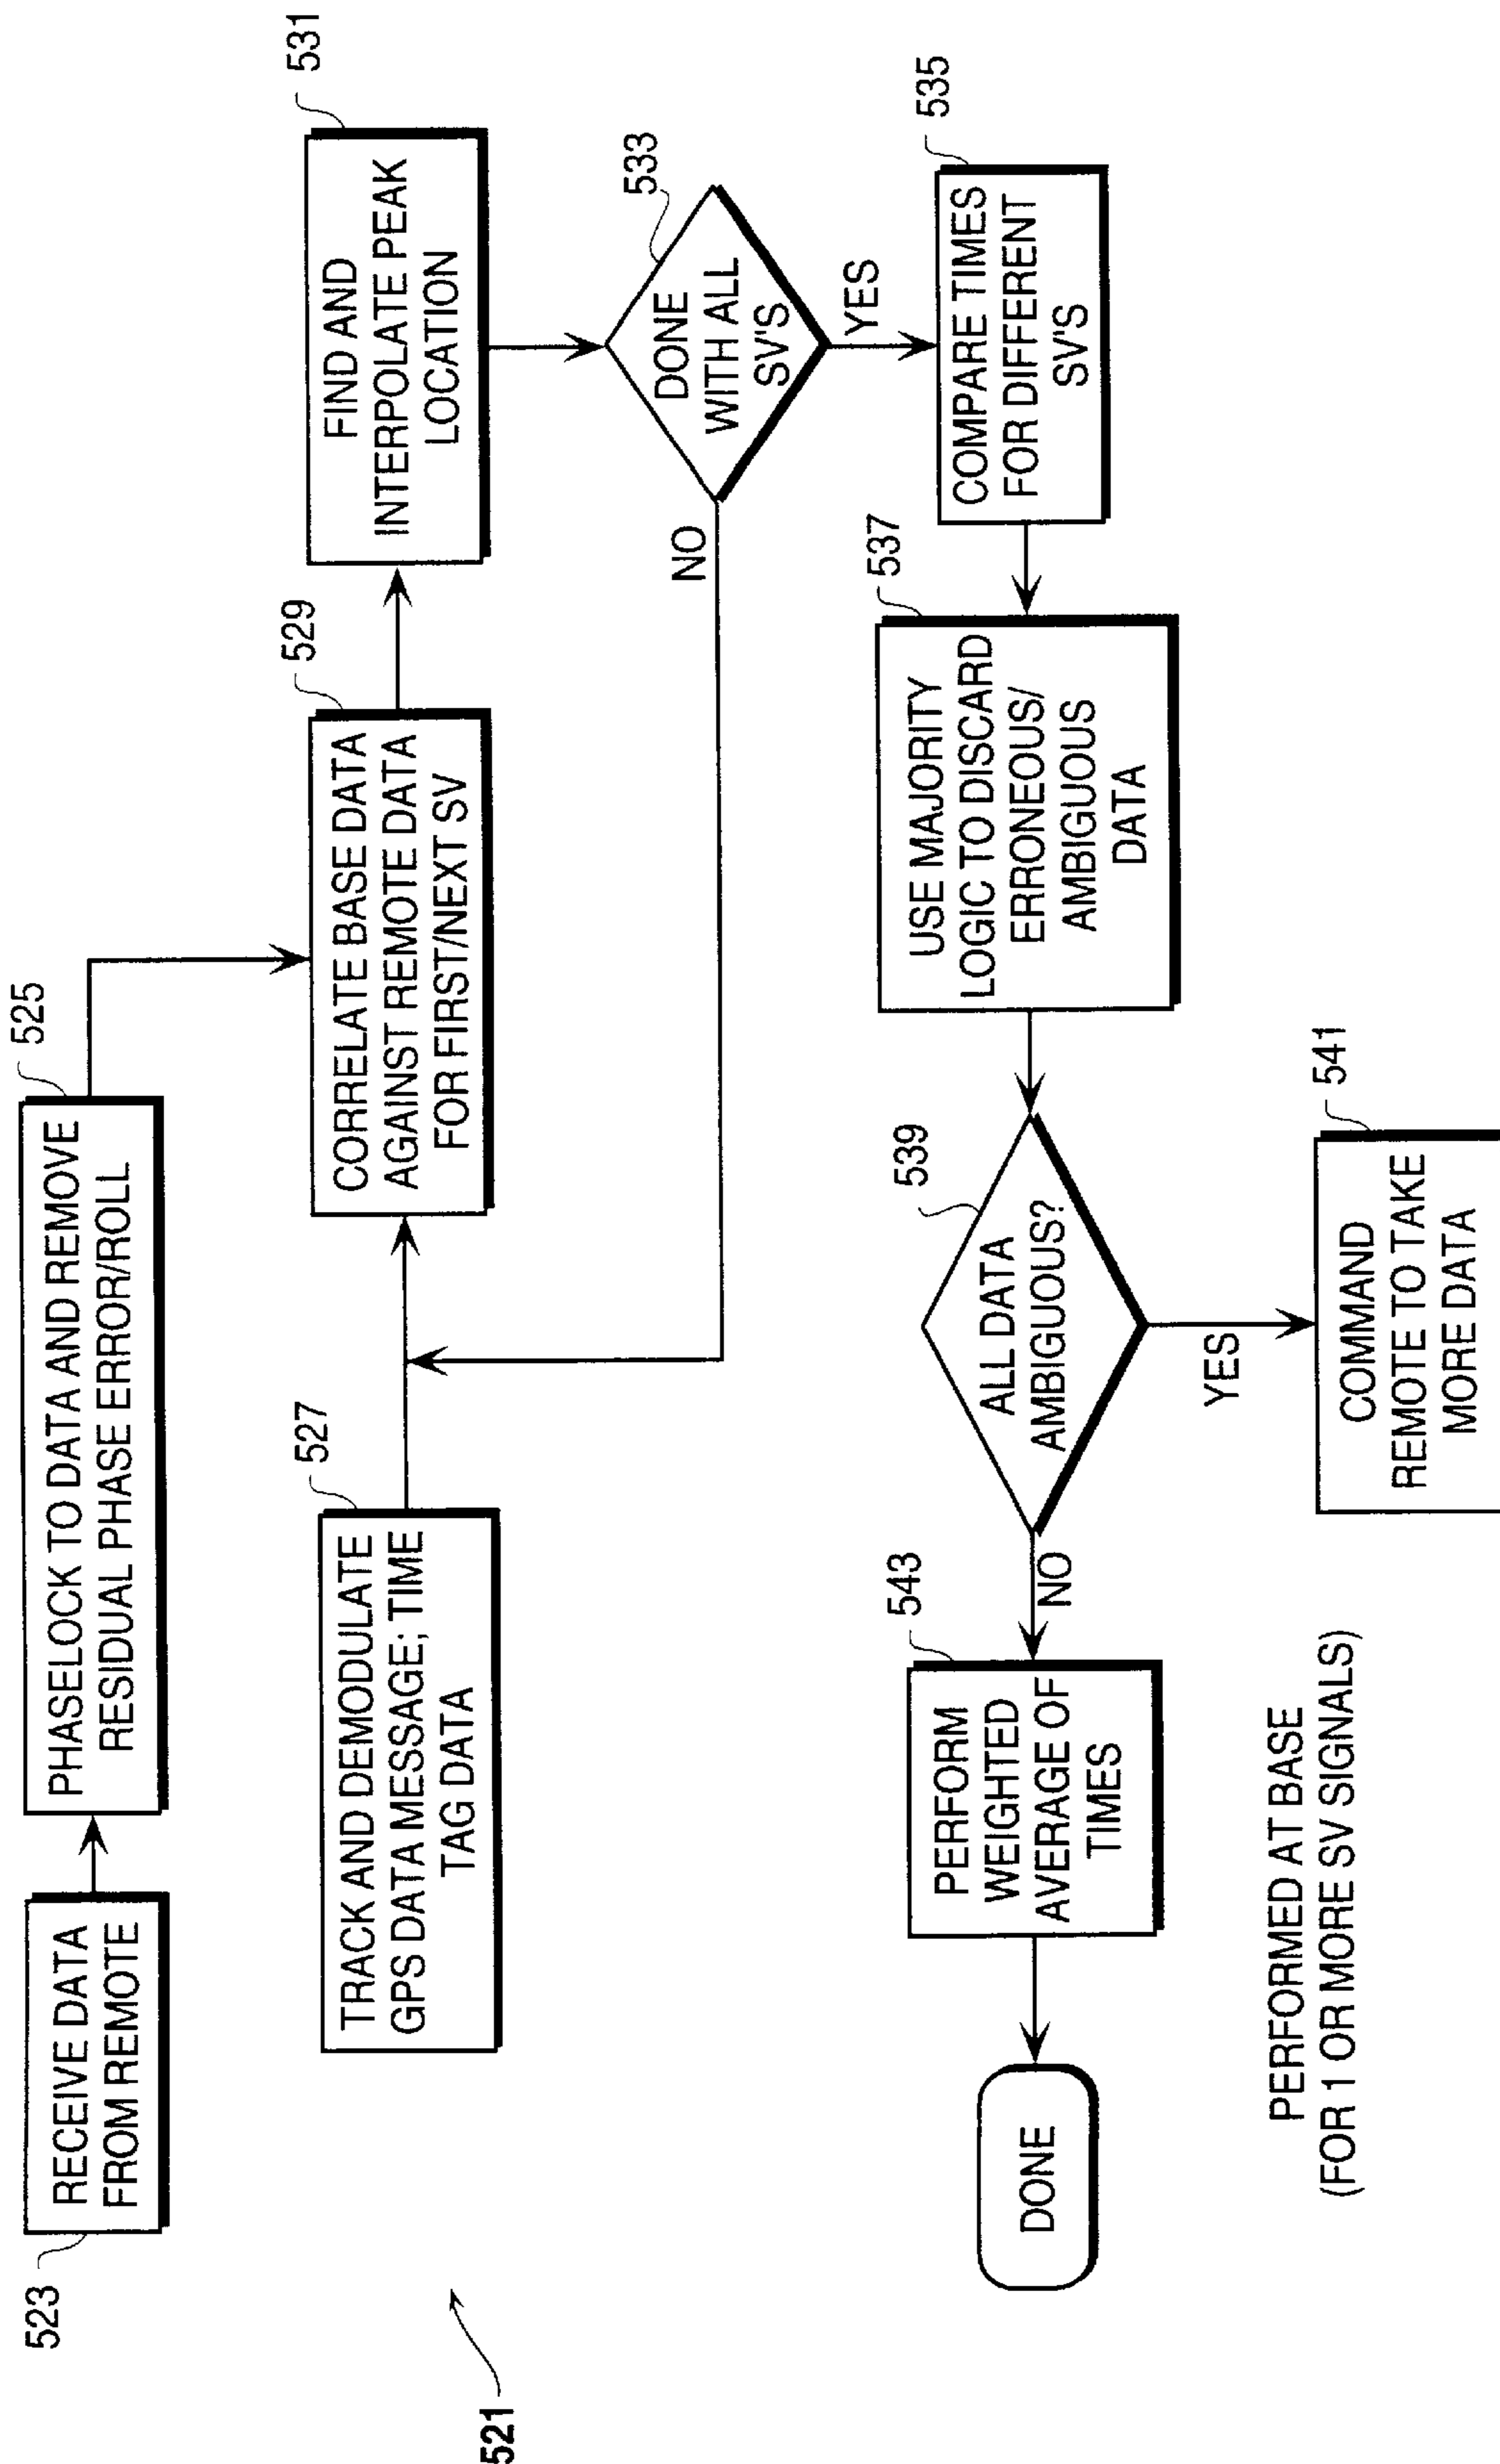 523
RECEIVE DATA
FROM REMOTE
525
PHASELOCK TO DATA AND REMOVE
RESIDUAL PHASE ERROR/ROLL
527
TRACK AND DEMODULATE
GPS DATA MESSAGE; TIME
TAG DATA
529
CORRELATE BASE DATA
AGAINST REMOTE DATA
FOR FIRST/NEXT SV
531
FIND AND
INTERPOLATE PEAK
LOCATION
533
DONE
WITH ALL
SV'S
NO
YES
535
COMPARE TIMES
FOR DIFFERENT
SV'S
537
USE MAJORITY
LOGIC TO DISCARD
ERRONEOUS/
AMBIGUOUS
DATA
539
ALL DATA
AMBIGUOUS?
YES
541
COMMAND
REMOTE TO TAKE
MORE DATA
NO
543
PERFORM
WEIGHTED
AVERAGE OF
TIMES
DONE
521
PERFORMED AT BASE
(FOR 1 OR MORE SV SIGNALS)